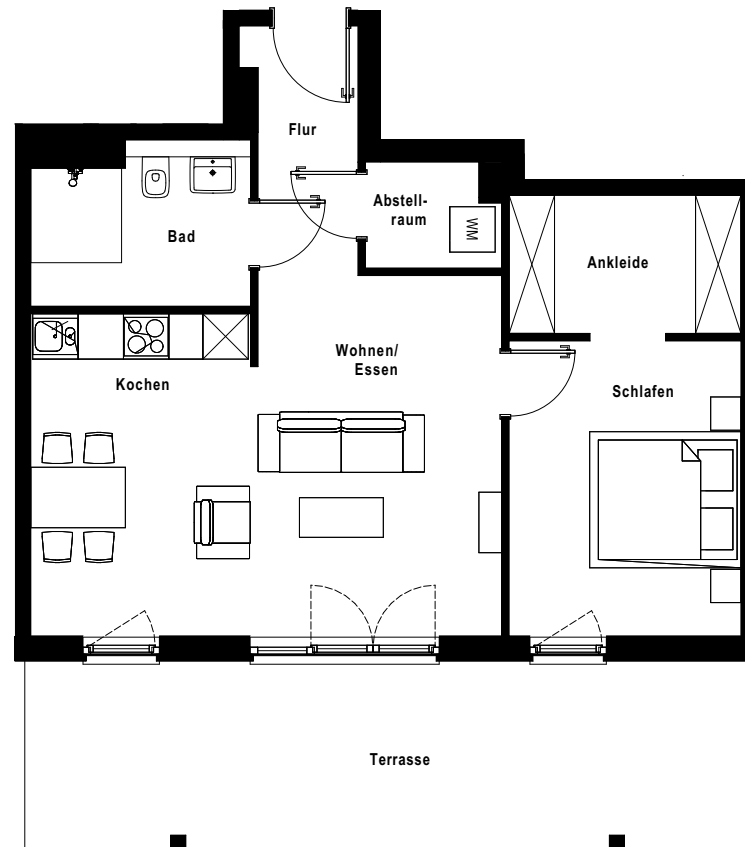 Flur
Abstell-
raum
WM
Bad
Ankleide
Wohnen/
Essen
Kochen
Schlafen
Terrasse